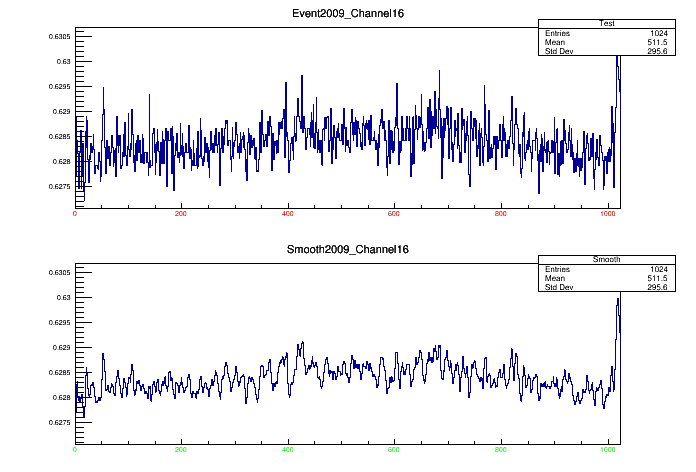 Event2009_Channel16
Test
Entries 1024
Mean 511.5
Std Dev 295.6
0.6305
0.63
0.6295
0.629
0.6285
0.628
0.6275
0 200 400 600 800 1000
Smooth2009_Channel16
Smooth
Entries 1024
Mean 511.5
Std Dev 295.6
0.6305
0.63
0.6295
0.629
0.6285
0.628
0.6275
0 200 400 600 800 1000